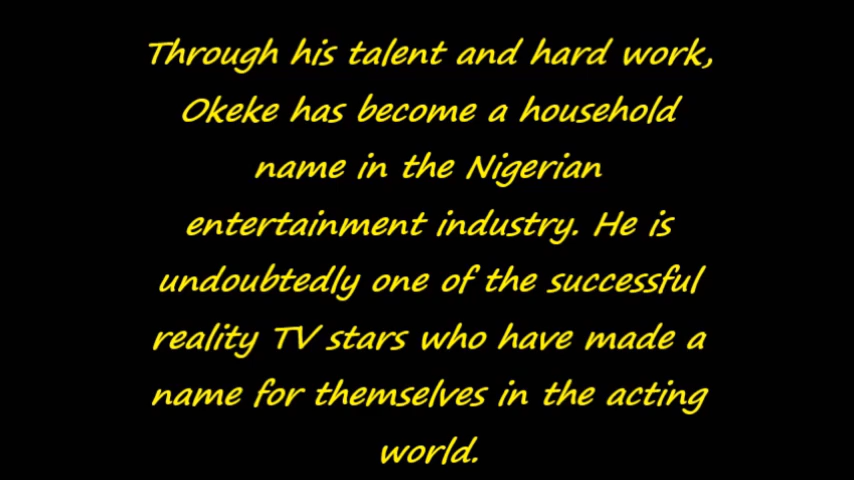 Through his talent and hard work,
Okeke has become a household
name in the Nigerian
entertainment industry. He is
undoubtedly one of the successful
reality TV stars who have made a
name for themselves in the acting
world.